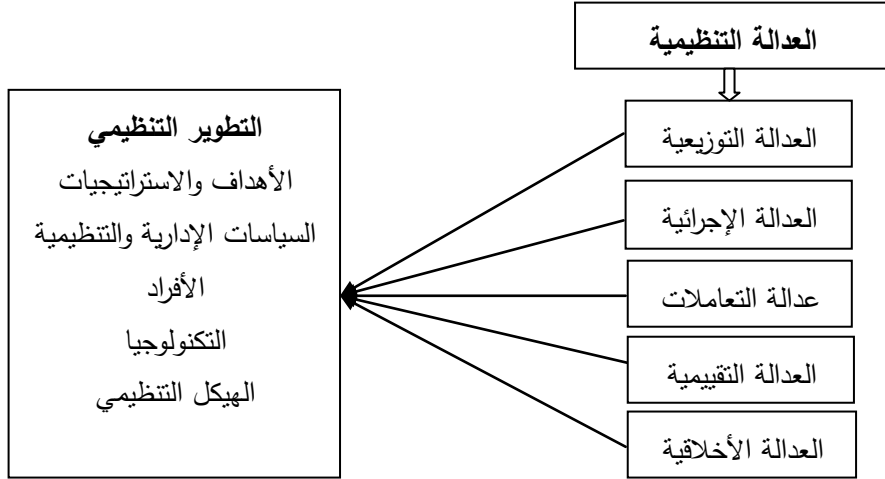 العدالة التنظيمية
العدالة التوزيعية
العدالة الإجرائية
عدالة التعاملات
العدالة التقييمية
العدالة الأخلاقية
التطوير التنظيمي
الأهداف والاستراتيجيات
السياسات الإدارية والتنظيمية
الأفراد
التكنولوجيا
الهيكل التنظيمي